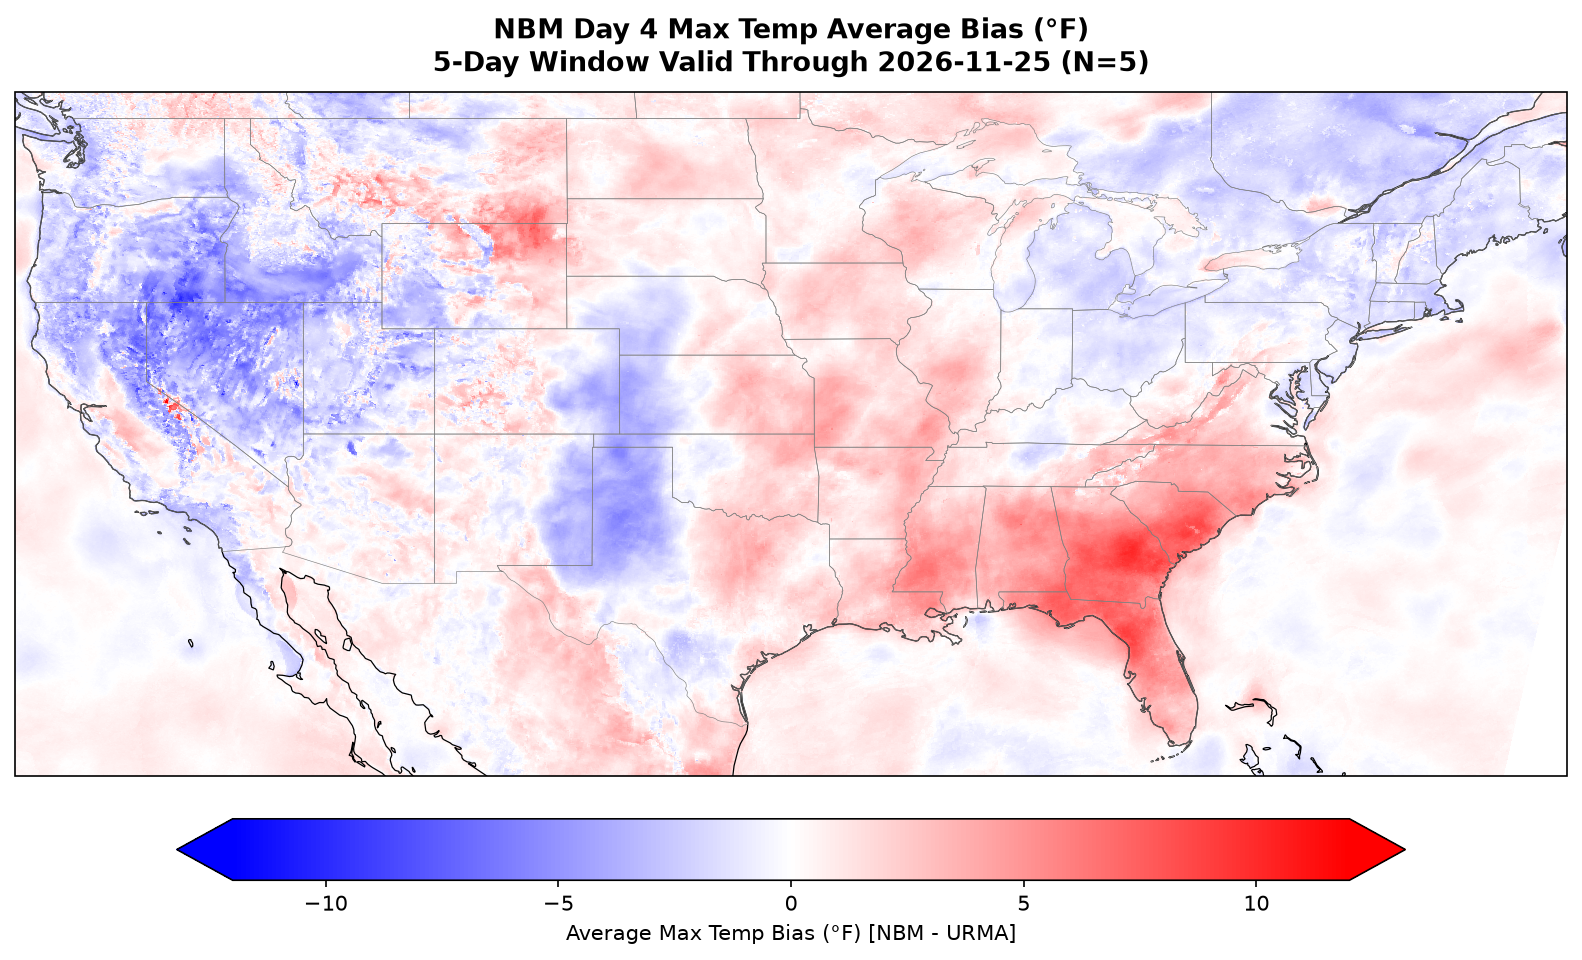 NBM Day 4 Max Temp Average Bias (°F)
5-Day Window Valid Through 2026-11-25 (N=5)
−10
−5
0
5
10
Average Max Temp Bias (°F) [NBM - URMA]